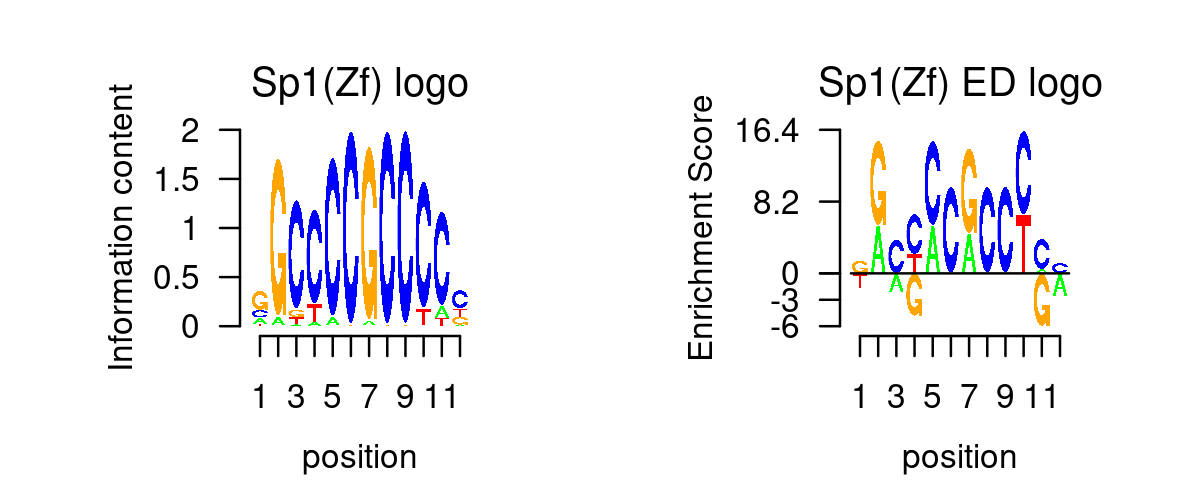 Sp1(Zf) logo
Information content
2
1.5
1
0.5
0
G
C
A
G
A
C
G
T
C
T
A
C
A
C
G
A
C
C
C
T
C
A
T
C
T
G
1 3 5 7 9 11
position
Sp1(Zf) ED logo
Enrichment Score
16.4
8.2
0
-3
-6
G
T
G
A
C
A
C
T
G
C
A
C
G
A
C
C
C
T
C
G
C
A
1 3 5 7 9 11
position